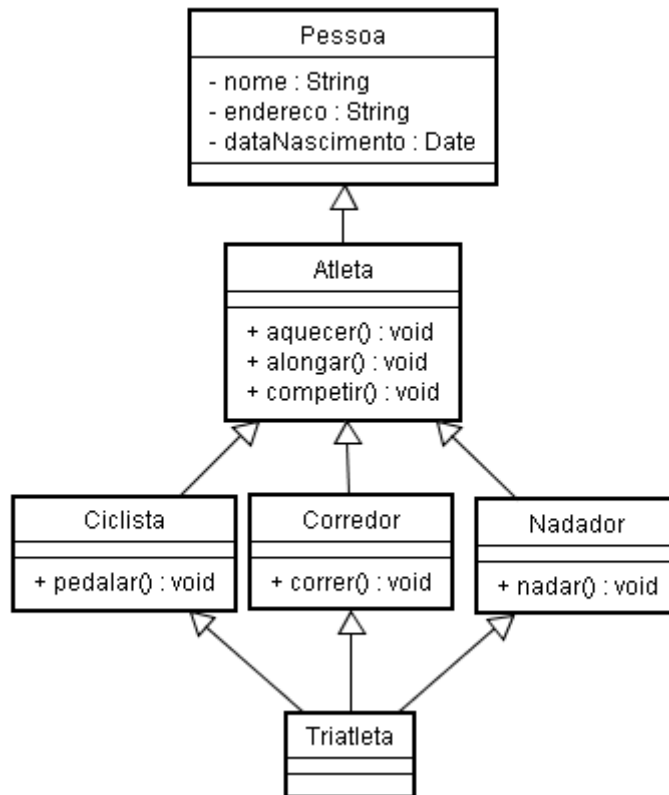 Pessoa
- nome : String
- endereco : String
- dataNascimento : Date
Atleta
+ aquecer() : void
+ alongar() : void
+ competir() : void
Ciclista
+ pedalar() : void
Corredor
+ correr() : void
Nadador
+ nadar() : void
Triatleta